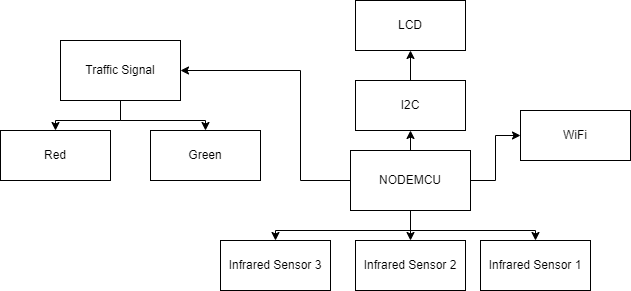 LCD
Traffic Signal
I2C
WiFi
Red
Green
NODEMCU
Infrared Sensor 3
Infrared Sensor 2
Infrared Sensor 1